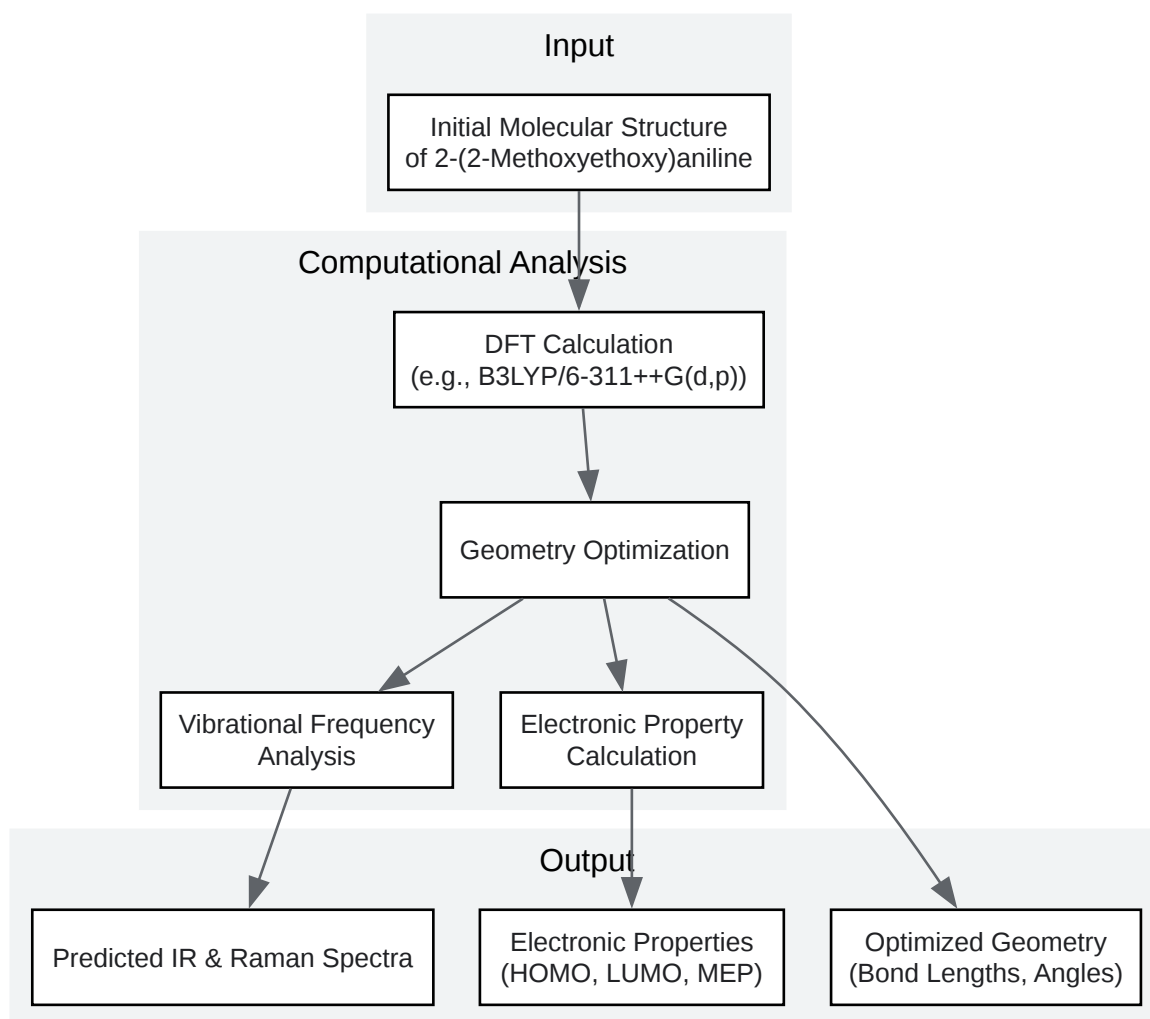 Input
Initial Molecular Structure
of 2-(2-Methoxyethoxy)aniline
Computational Analysis
DFT Calculation
(e.g., B3LYP/6-311++G(d,p))
Geometry Optimization
Vibrational Frequency
Analysis
Electronic Property
Calculation
Output
Predicted IR & Raman Spectra
Electronic Properties
(HOMO, LUMO, MEP)
Optimized Geometry
(Bond Lengths, Angles)